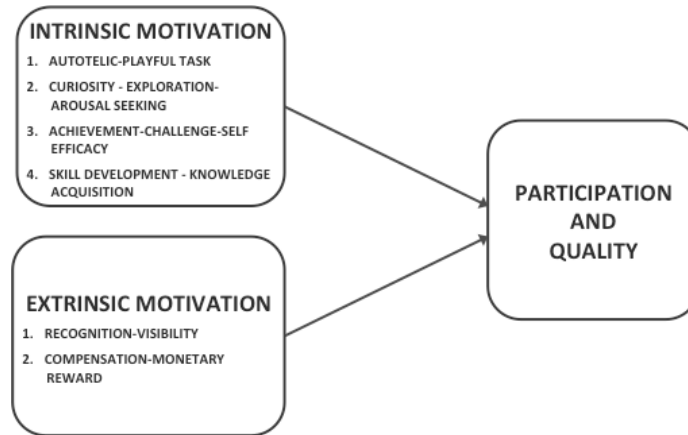 INTRINSIC MOTIVATION
1. AUTOTELIC-PLAYFUL TASK
2. CURIOSITY - EXPLORATION-
AROUSAL SEEKING
3. ACHIEVEMENT-CHALLENGE-SELF
EFFICACY
4. SKILL DEVELOPMENT - KNOWLEDGE
ACQUISITION
EXTRINSIC MOTIVATION
1. RECOGNITION-VISIBILITY
2. COMPENSATION-MONETARY
REWARD
PARTICIPATION
AND
QUALITY